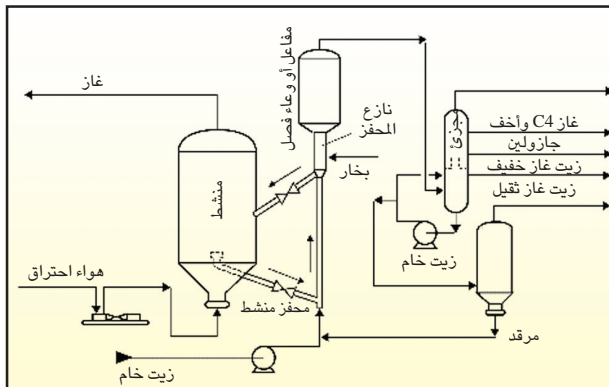 غاز
مفاعل أو وعاء فصل
نازع
المحفز
بخار
منشط
مجزئ
غاز C4 وأخف
جازولين
زيت غاز خفيف
زيت غاز ثقيل
زيت خام
هواء احتراق
محفز منشط
مرقد
زيت خام